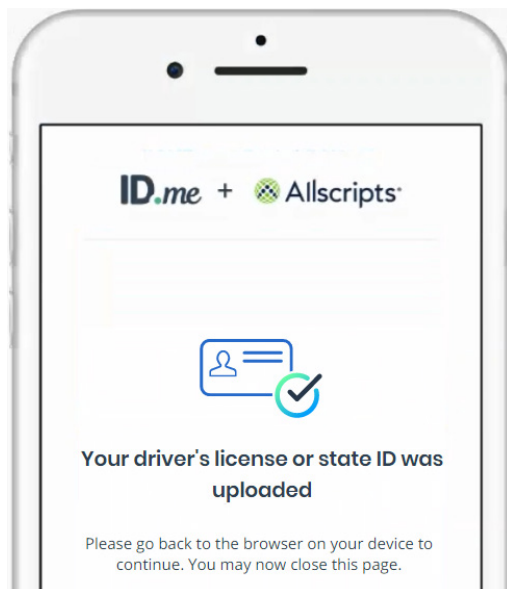 ID.me + Allscripts
Your driver's license or state ID was
uploaded
Please go back to the browser on your device to
continue. You may now close this page.